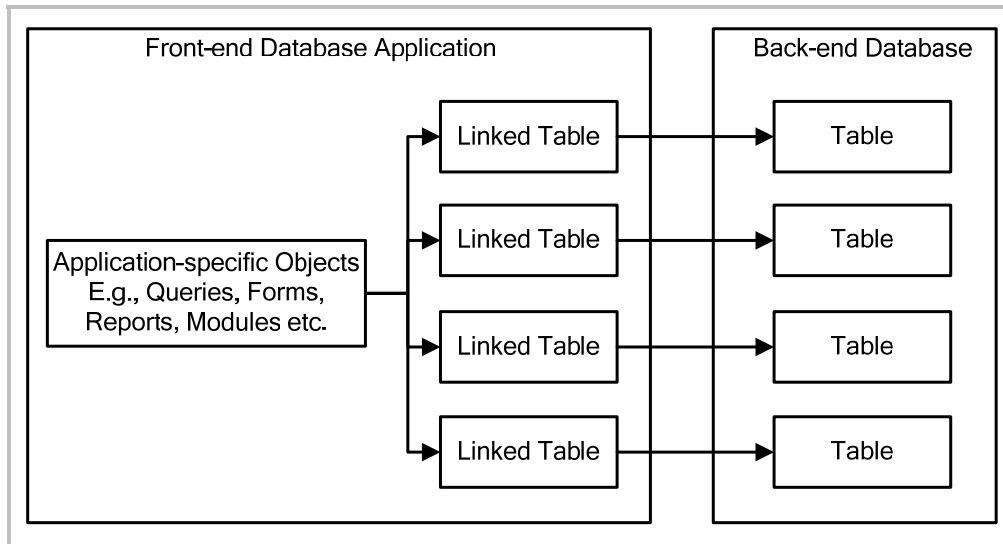 Front-end Database Application
Back-end Database
Linked Table
Table
Linked Table
Table
Application-specific Objects
E.g., Queries, Forms,
Reports, Modules etc.
Linked Table
Table
Linked Table
Table